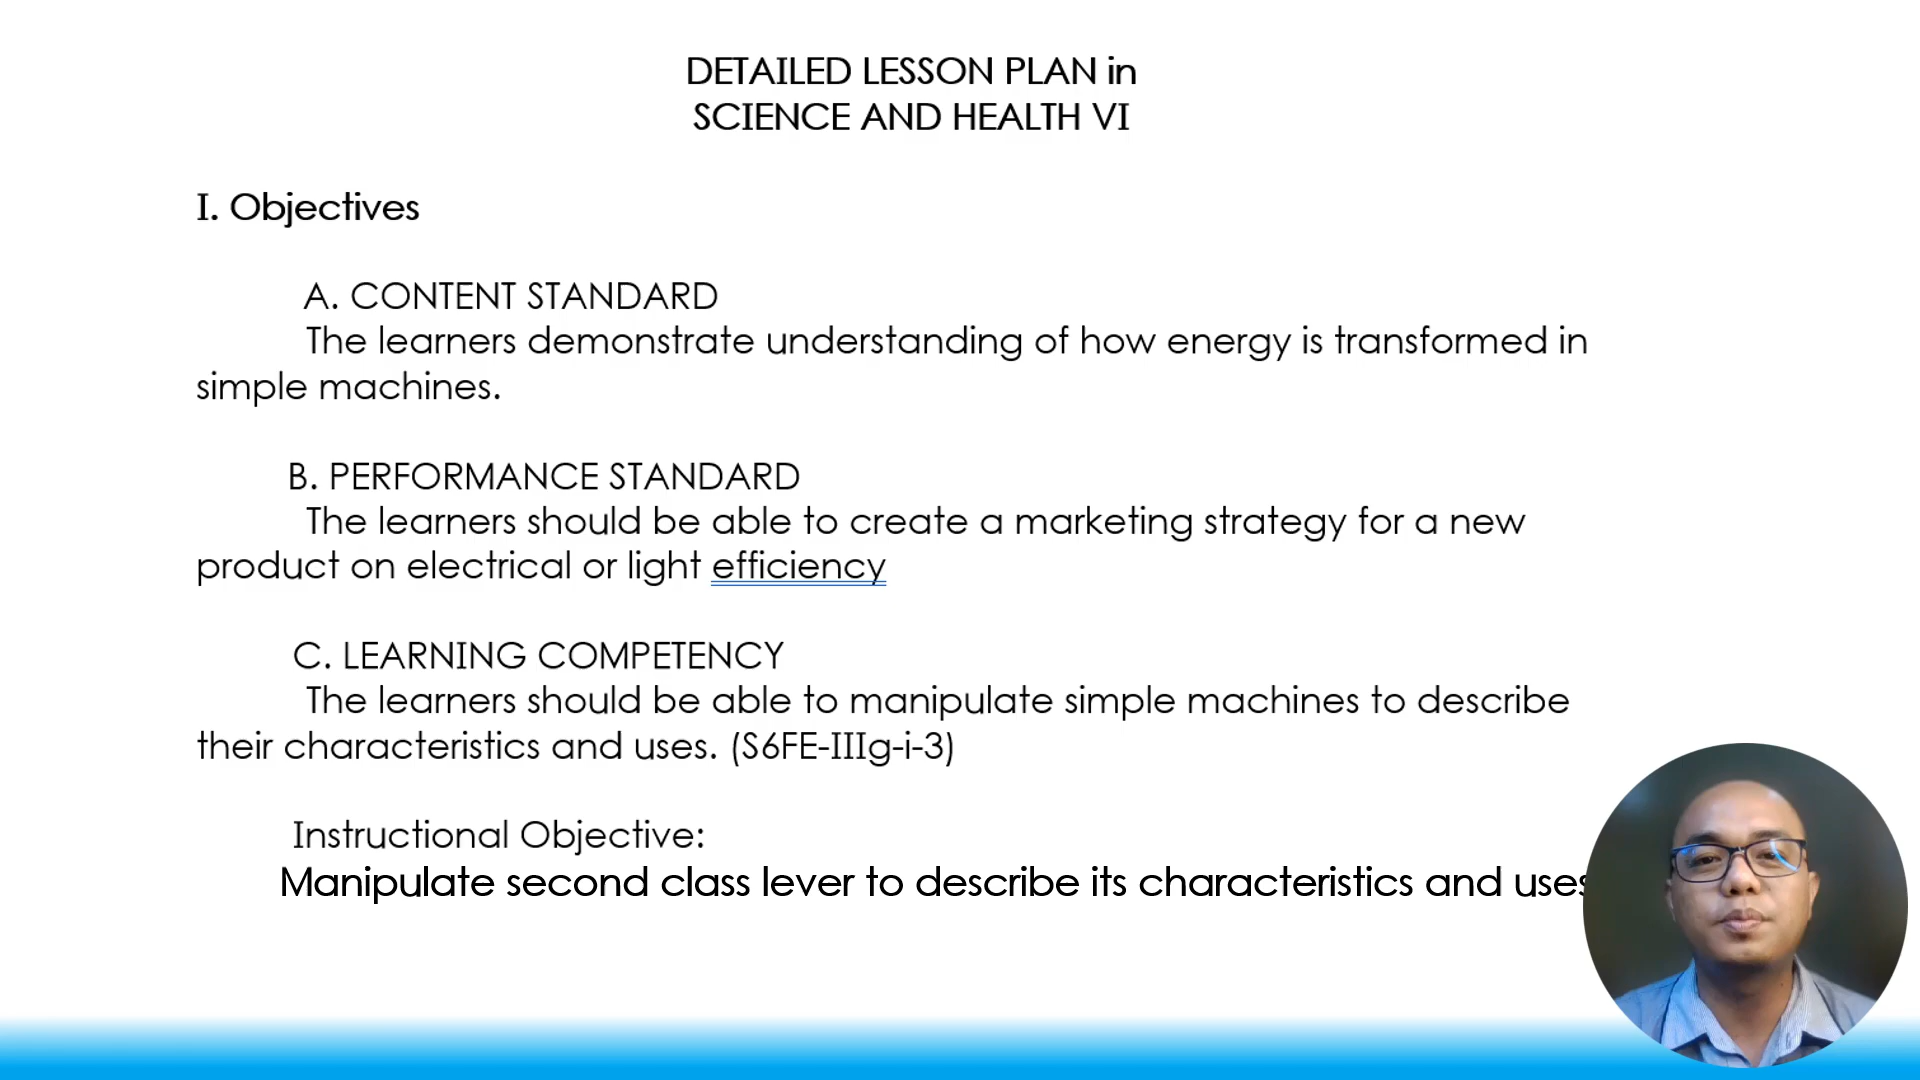 DETAILED LESSON PLAN in
SCIENCE AND HEALTH VI
I. Objectives
A. CONTENT STANDARD
The learners demonstrate understanding of how energy is transformed in
simple machines.
B. PERFORMANCE STANDARD
The learners should be able to create a marketing strategy for a new
product on electrical or light efficiency
C. LEARNING COMPETENCY
The learners should be able to manipulate simple machines to describe
their characteristics and uses. (S6FE-IIIg-i-3)
Instructional Objective:
Manipulate second class lever to describe its characteristics and uses